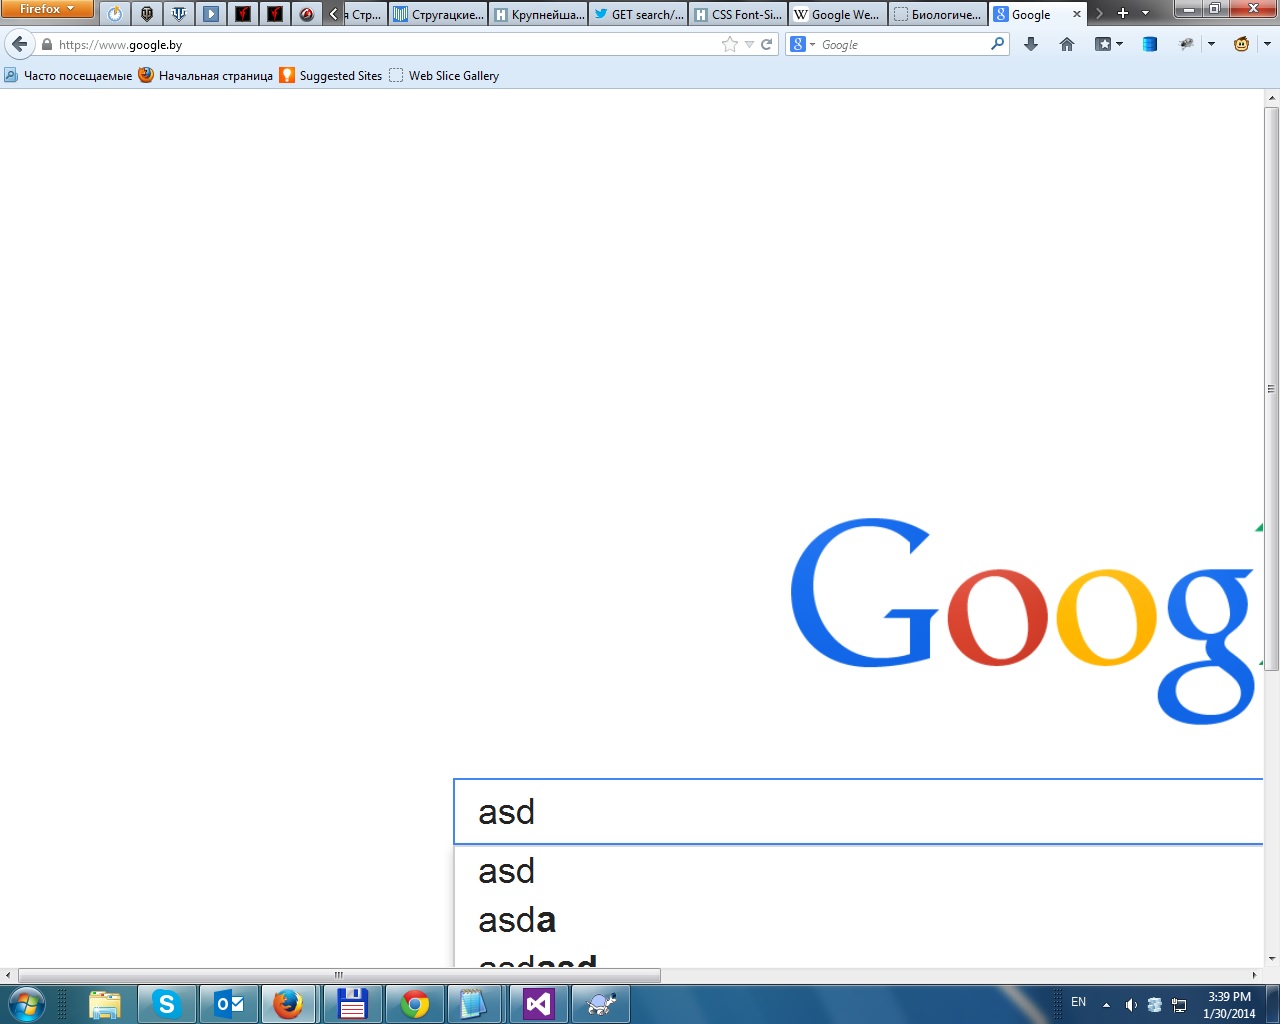 Firefox
я Стр...
Стругацкие...
Крупнейша...
GET search/...
CSS Font-Si...
Google We...
Биологиче...
Google
https://www.google.by
Google
Часто посещаемые
Начальная страница
Suggested Sites
Web Slice Gallery
Goog
asd
asd
asda
asdasd
EN
3:39 PM
1/30/2014